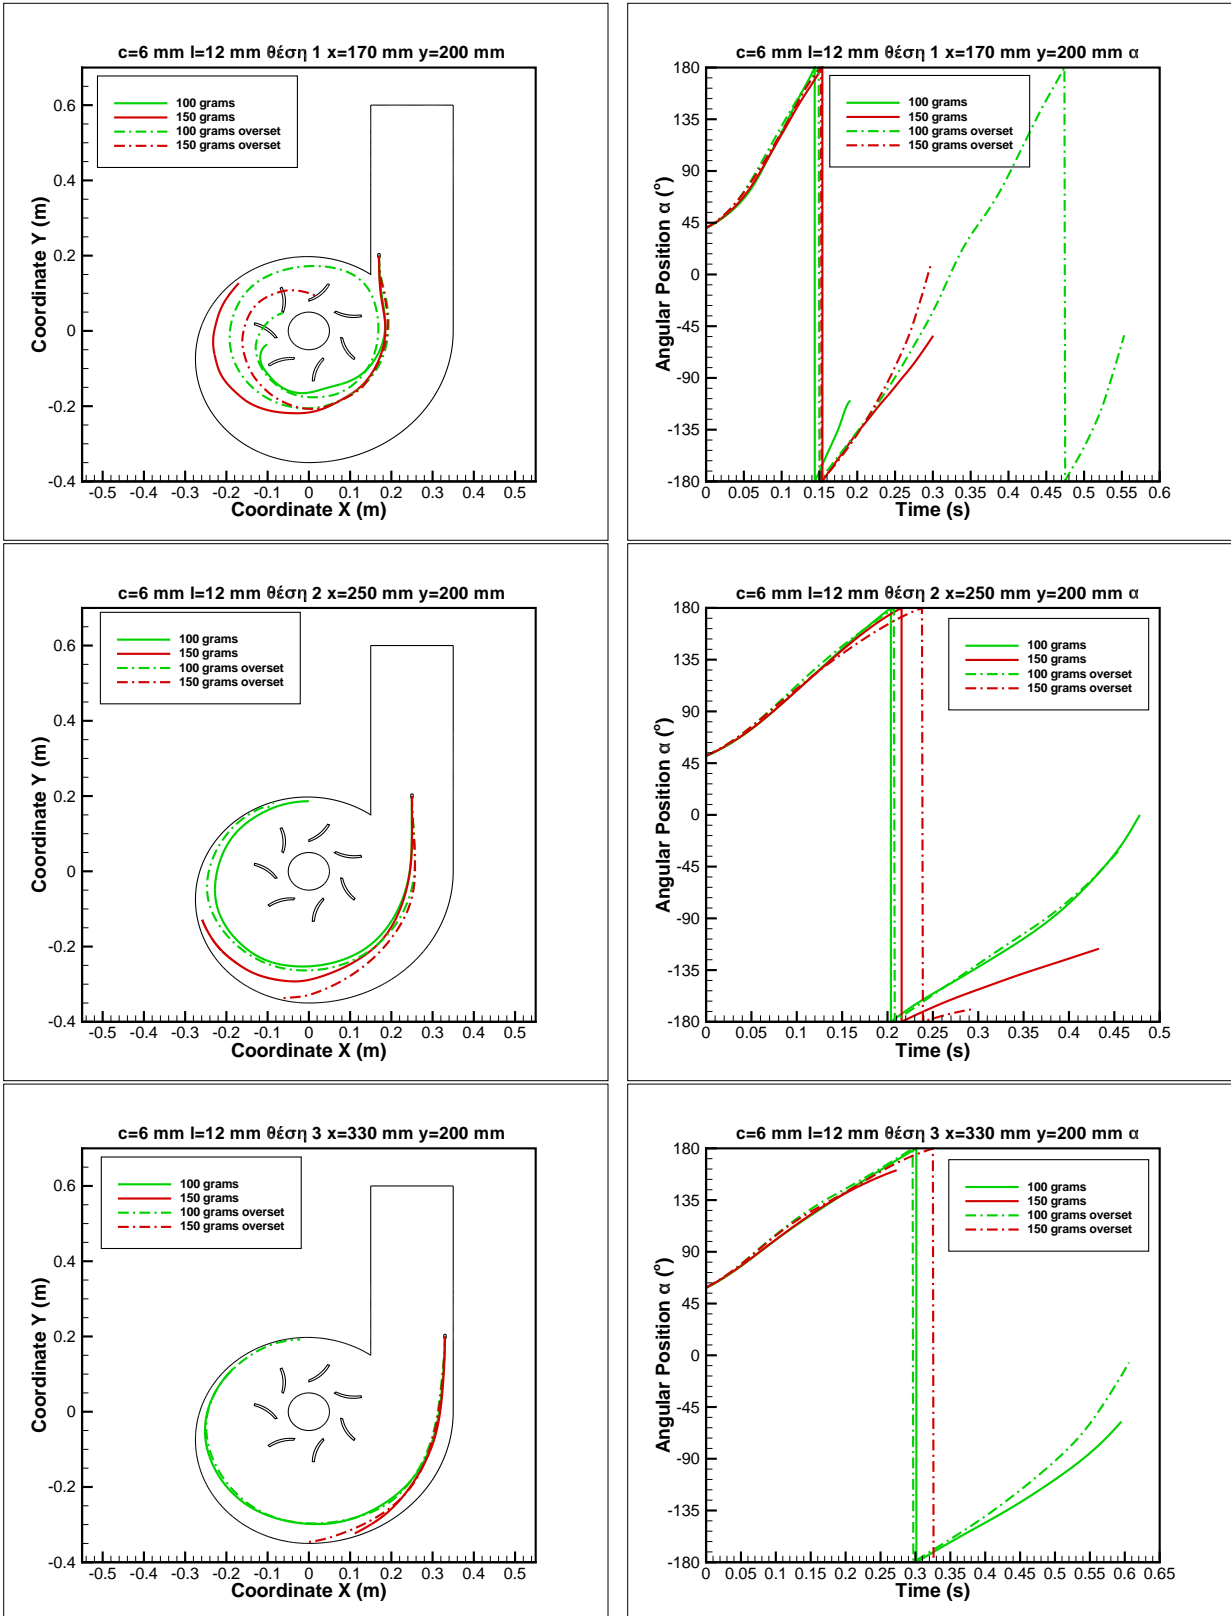 c=6 mm l=12 mm θέση 1 x=170 mm y=200 mm
100 grams
150 grams
100 grams overset
150 grams overset
Coordinate Y (m)
0.6
0.4
0.2
0
-0.2
-0.4
-0.5 -0.4 -0.3 -0.2 -0.1 0 0.1 0.2 0.3 0.4 0.5
Coordinate X (m)
c=6 mm l=12 mm θέση 1 x=170 mm y=200 mm α
100 grams
150 grams
100 grams overset
150 grams overset
Angular Position α (°)
180
135
90
45
0
-45
-90
-135
-180
0 0.05 0.1 0.15 0.2 0.25 0.3 0.35 0.4 0.45 0.5 0.55 0.6
Time (s)
c=6 mm l=12 mm θέση 2 x=250 mm y=200 mm
100 grams
150 grams
100 grams overset
150 grams overset
Coordinate Y (m)
0.6
0.4
0.2
0
-0.2
-0.4
-0.5 -0.4 -0.3 -0.2 -0.1 0 0.1 0.2 0.3 0.4 0.5
Coordinate X (m)
c=6 mm l=12 mm θέση 2 x=250 mm y=200 mm α
100 grams
150 grams
100 grams overset
150 grams overset
Angular Position α (°)
180
135
90
45
0
-45
-90
-135
-180
0 0.05 0.1 0.15 0.2 0.25 0.3 0.35 0.4 0.45 0.5
Time (s)
c=6 mm l=12 mm θέση 3 x=330 mm y=200 mm
100 grams
150 grams
100 grams overset
150 grams overset
Coordinate Y (m)
0.6
0.4
0.2
0
-0.2
-0.4
-0.5 -0.4 -0.3 -0.2 -0.1 0 0.1 0.2 0.3 0.4 0.5
Coordinate X (m)
c=6 mm l=12 mm θέση 3 x=330 mm y=200 mm α
100 grams
150 grams
100 grams overset
150 grams overset
Angular Position α (°)
180
135
90
45
0
-45
-90
-135
-180
0 0.05 0.1 0.15 0.2 0.25 0.3 0.35 0.4 0.45 0.5 0.55 0.6 0.65
Time (s)